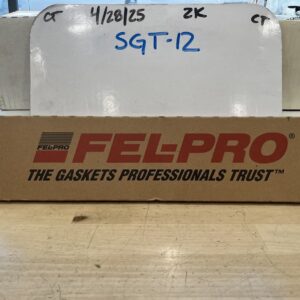 CT 4/28/25 ZK CT
SGT-12
FEL-PRO FEL-PRO®
THE GASKETS PROFESSIONALS TRUST™